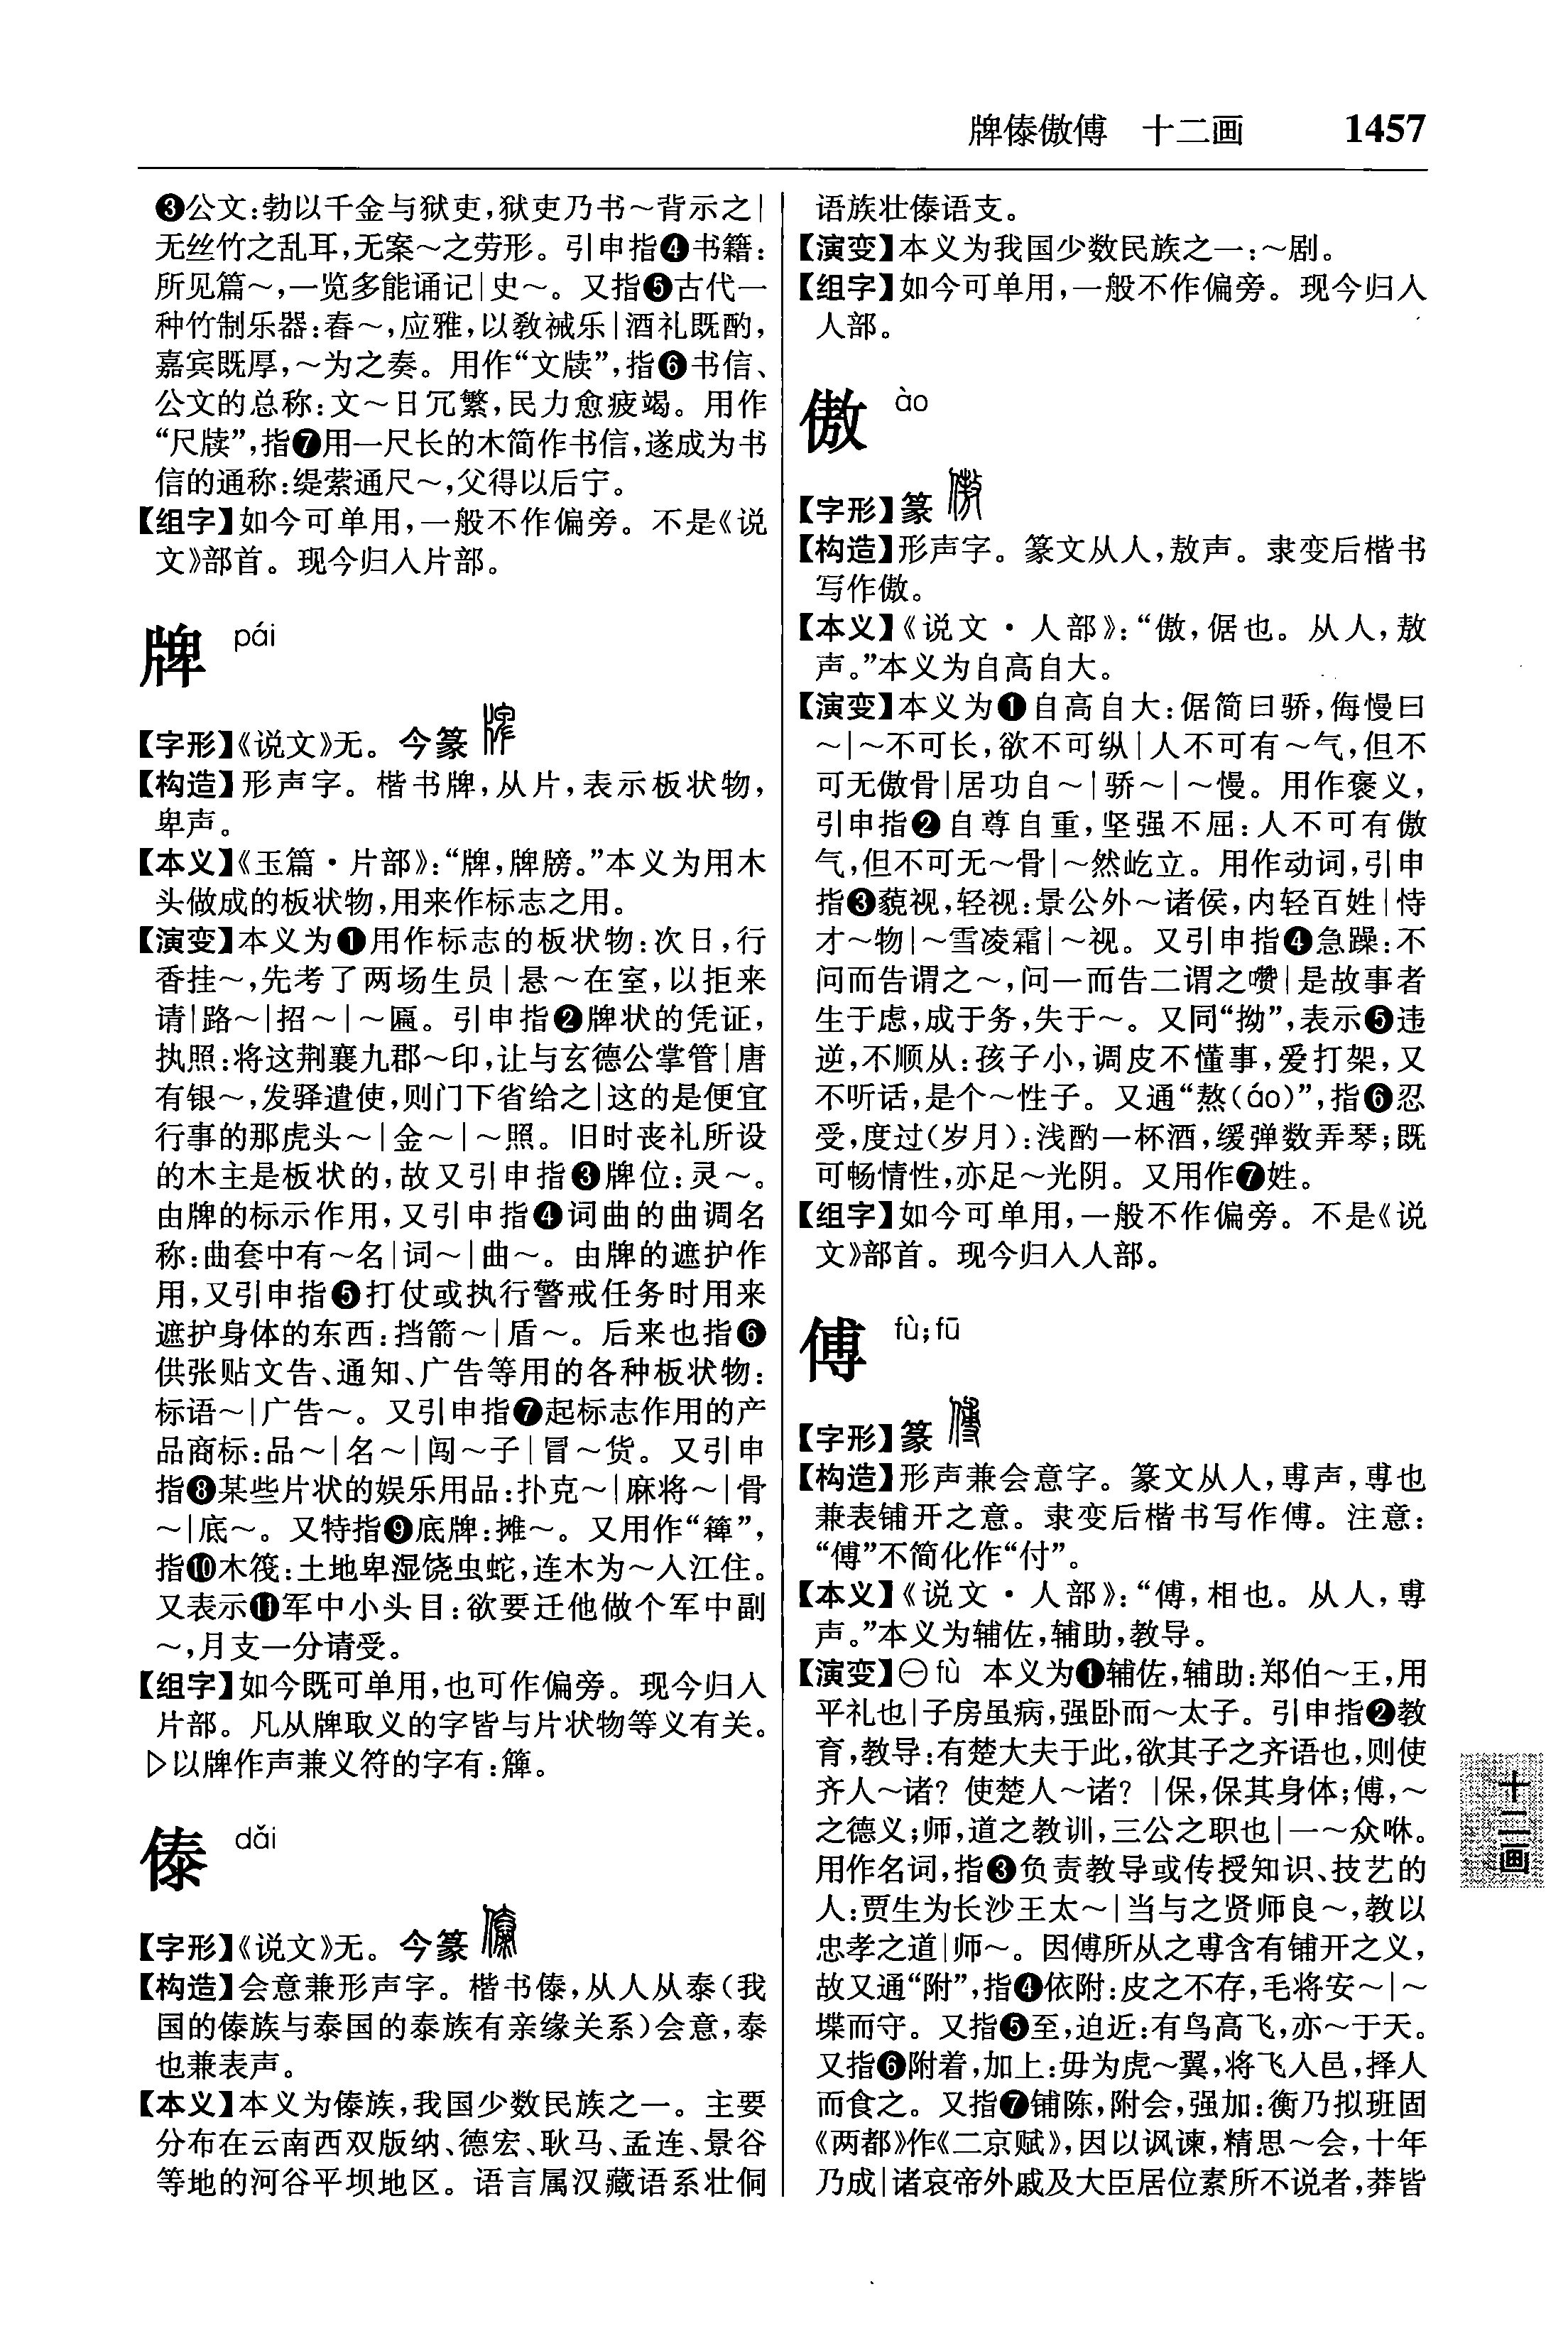 牌傣傲傅　十二画　1457
❸公文:勃以千金与狱吏,狱吏乃书～背示之|
无丝竹之乱耳,无案～之劳形。引申指❹书籍:
所见篇～,一览多能诵记|史～。又指❺古代一
种竹制乐器:舂～,应雅,以教祴乐|酒礼既酌,
嘉宾既厚,～为之奏。用作“文牍”,指❻书信、
公文的总称:文～日冗繁,民力愈疲竭。用作
“尺牍”,指❼用一尺长的木简作书信,遂成为书
信的通称:缇萦通尺～,父得以后宁。
【组字】如今可单用,一般不作偏旁。不是《说
文》部首。现今归入片部。
牌 pái
【字形】《说文》无。今篆
【构造】形声字。楷书牌,从片,表示板状物,
卑声。
【本义】《玉篇·片部》:“牌,牌牓。”本义为用木
头做成的板状物,用来作标志之用。
【演变】本义为❶用作标志的板状物:次日,行
香挂～,先考了两场生员|悬～在室,以拒来
请|路～|招～|～匾。引申指❷牌状的凭证,
执照:将这荆襄九郡～印,让与玄德公掌管|唐
有银～,发驿遣使,则门下省给之|这的是便宜
行事的那虎头～|金～|～照。旧时丧礼所设
的木主是板状的,故又引申指❸牌位:灵～。
由牌的标示作用,又引申指❹词曲的曲调名
称:曲套中有～名|词～|曲～。由牌的遮护作
用,又引申指❺打仗或执行警戒任务时用来
遮护身体的东西:挡箭～|盾～。后来也指❻
供张贴文告、通知、广告等用的各种板状物:
标语～|广告～。又引申指❼起标志作用的产
品商标:品～|名～|闯～子|冒～货。又引申
指❽某些片状的娱乐用品:扑克～|麻将～|骨
～|底～。又特指❾底牌:摊～。又用作“簰”,
指❿木筏:土地卑湿饶虫蛇,连木为～入江住。
又表示⓫军中小头目:欲要迁他做个军中副
～,月支一分请受。
【组字】如今既可单用,也可作偏旁。现今归入
片部。凡从牌取义的字皆与片状物等义有关。
▷以牌作声兼义符的字有:簰。
傣 dǎi
【字形】《说文》无。今篆
【构造】会意兼形声字。楷书傣,从人从泰(我
国的傣族与泰国的泰族有亲缘关系)会意,泰
也兼表声。
【本义】本义为傣族,我国少数民族之一。主要
分布在云南西双版纳、德宏、耿马、孟连、景谷
等地的河谷平坝地区。语言属汉藏语系壮侗
语族壮傣语支。
【演变】本义为我国少数民族之一:～剧。
【组字】如今可单用,一般不作偏旁。现今归入
人部。
傲 ào
【字形】篆
【构造】形声字。篆文从人,敖声。隶变后楷书
写作傲。
【本义】《说文·人部》:“傲,倨也。从人,敖
声。”本义为自高自大。
【演变】本义为❶自高自大:倨简曰骄,侮慢曰
～|～不可长,欲不可纵|人不可有～气,但不
可无傲骨|居功自～|骄～|～慢。用作褒义,
引申指❷自尊自重,坚强不屈:人不可有傲
气,但不可无～骨|～然屹立。用作动词,引申
指❸藐视,轻视:景公外～诸侯,内轻百姓|恃
才～物|～雪凌霜|～视。又引申指❹急躁:不
问而告谓之～,问一而告二谓之囋|是故事者
生于虑,成于务,失于～。又同“拗”,表示❺违
逆,不顺从:孩子小,调皮不懂事,爱打架,又
不听话,是个～性子。又通“熬(áo)”,指❻忍
受,度过(岁月):浅酌一杯酒,缓弹数弄琴;既
可畅情性,亦足～光阴。又用作❼姓。
【组字】如今可单用,一般不作偏旁。不是《说
文》部首。现今归入人部。
傅 fù;fū
【字形】篆
【构造】形声兼会意字。篆文从人,尃声,尃也
兼表铺开之意。隶变后楷书写作傅。注意:
“傅”不简化作“付”。
【本义】《说文·人部》:“傅,相也。从人,尃
声。”本义为辅佐,辅助,教导。
【演变】㊀fù 本义为❶辅佐,辅助:郑伯～王,用
平礼也|子房虽病,强卧而～太子。引申指❷教
育,教导:有楚大夫于此,欲其子之齐语也,则使
齐人～诸? 使楚人～诸? |保,保其身体;傅,～
之德义;师,道之教训,三公之职也|一～众咻。
用作名词,指❸负责教导或传授知识、技艺的
人:贾生为长沙王太～|当与之贤师良～,教以
忠孝之道|师～。因傅所从之尃含有铺开之义,
故又通“附”,指❹依附:皮之不存,毛将安～|～
堞而守。又指❺至,迫近:有鸟高飞,亦～于天。
又指❻附着,加上:毋为虎～翼,将飞入邑,择人
而食之。又指❼铺陈,附会,强加:衡乃拟班固
《两都》作《二京赋》,因以讽谏,精思～会,十年
乃成|诸哀帝外戚及大臣居位素所不说者,莽皆
十二画